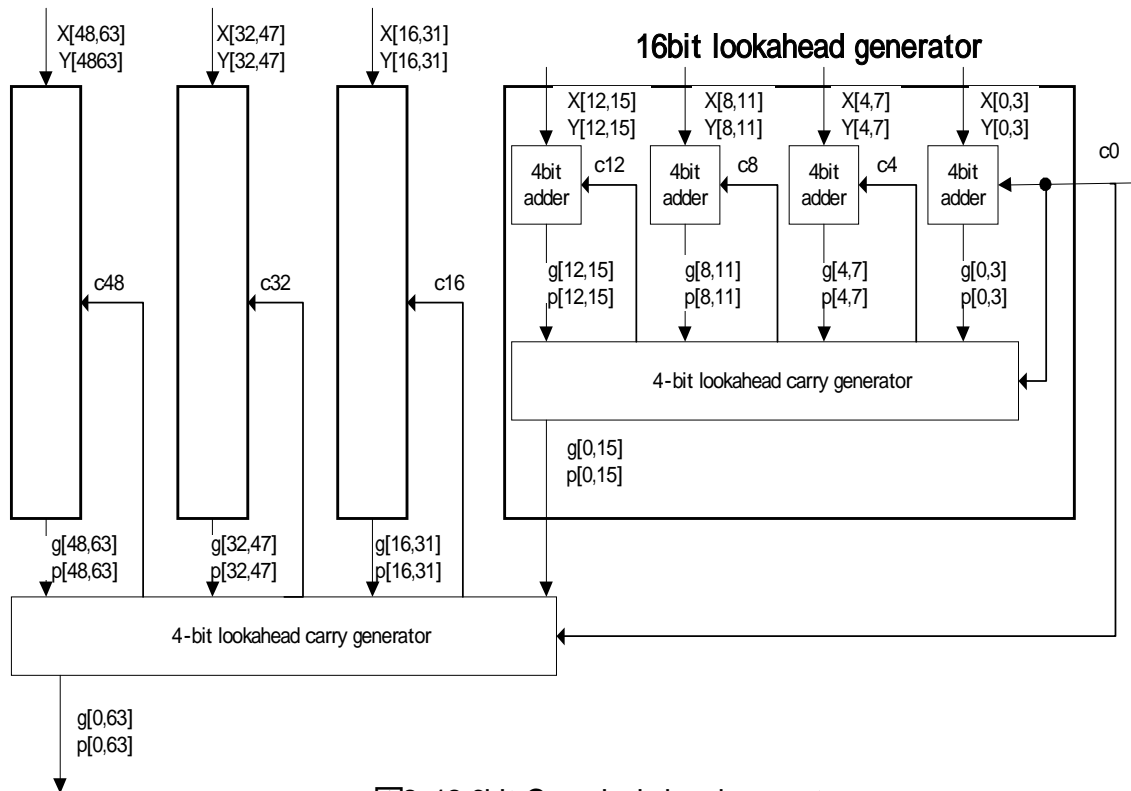 X[48,63]
Y[4863]
X[32,47]
Y[32,47]
X[16,31]
Y[16,31]
16bit lookahead generator
X[12,15]
Y[12,15]
X[8,11]
Y[8,11]
X[4,7]
Y[4,7]
X[0,3]
Y[0,3]
c0
4bit
adder
c12
4bit
adder
c8
4bit
adder
c4
4bit
adder
g[12,15]
p[12,15]
g[8,11]
p[8,11]
g[4,7]
p[4,7]
g[0,3]
p[0,3]
c48
c32
c16
4-bit lookahead carry generator
g[0,15]
p[0,15]
g[48,63]
p[48,63]
g[32,47]
p[32,47]
g[16,31]
p[16,31]
4-bit lookahead carry generator
g[0,63]
p[0,63]